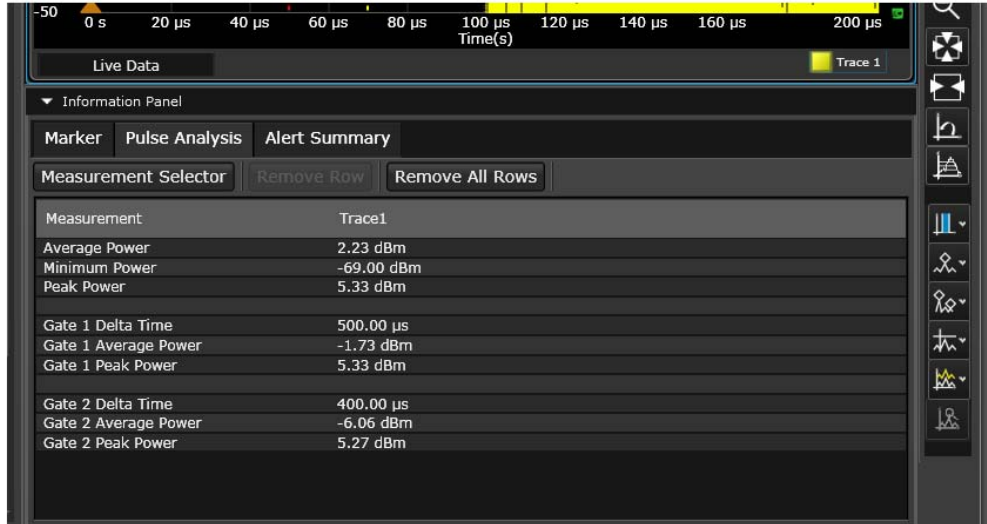 -50
0 s 20 µs 40 µs 60 µs 80 µs 100 µs 120 µs 140 µs 160 µs 200 µs
Time(s)
Live Data Trace 1
Information Panel
Marker Pulse Analysis Alert Summary
Measurement Selector Remove Row Remove All Rows
Measurement Trace1
Average Power 2.23 dBm
Minimum Power -69.00 dBm
Peak Power 5.33 dBm
Gate 1 Delta Time 500.00 µs
Gate 1 Average Power -1.73 dBm
Gate 1 Peak Power 5.33 dBm
Gate 2 Delta Time 400.00 µs
Gate 2 Average Power -6.06 dBm
Gate 2 Peak Power 5.27 dBm